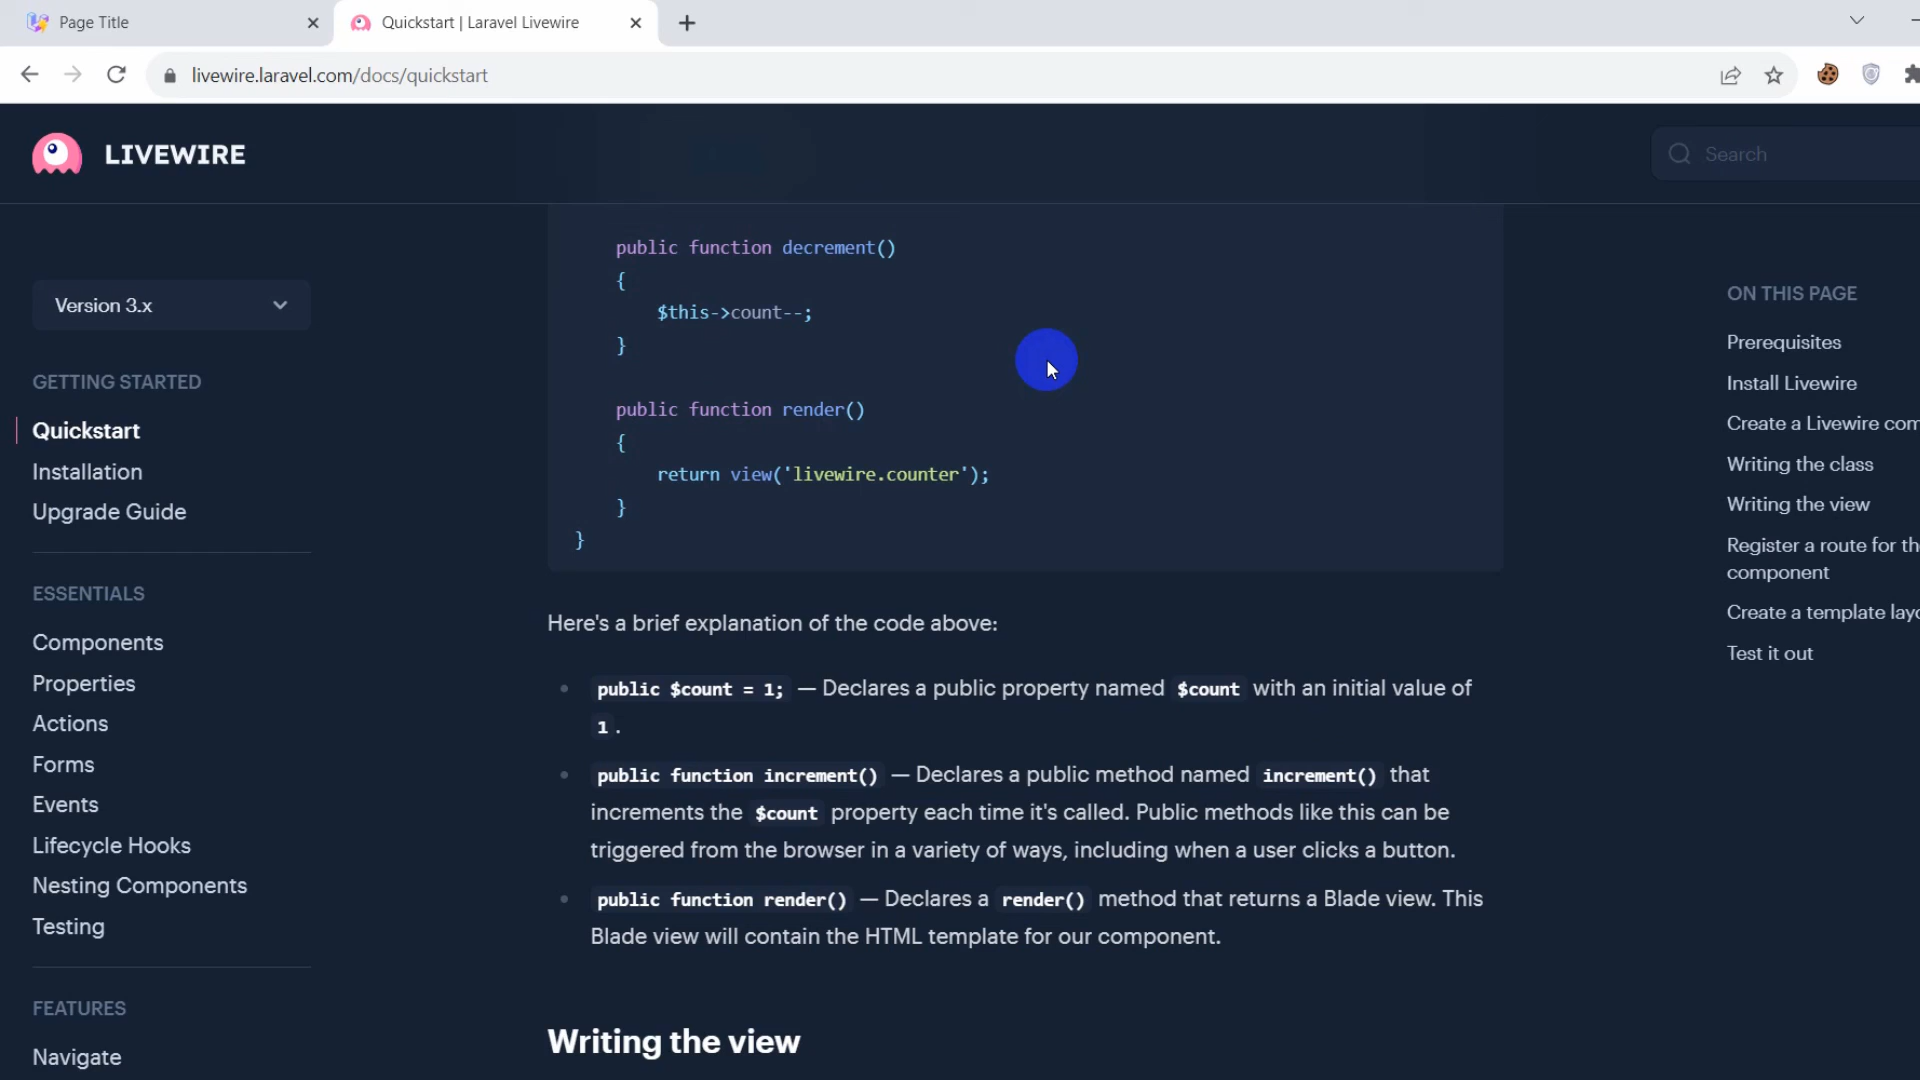 Page Title
Quickstart | Laravel Livewire
livewire.laravel.com/docs/quickstart
LIVEWIRE
Search
Version 3.x
GETTING STARTED
Quickstart
Installation
Upgrade Guide
ESSENTIALS
Components
Properties
Actions
Forms
Events
Lifecycle Hooks
Nesting Components
Testing
FEATURES
Navigate
public function decrement()
{
$this->count--;
}
public function render()
{
return view('livewire.counter');
}
}
Here's a brief explanation of the code above:
• public $count = 1; — Declares a public property named $count with an initial value of
1 .
• public function increment() — Declares a public method named increment() that
increments the $count property each time it's called. Public methods like this can be
triggered from the browser in a variety of ways, including when a user clicks a button.
• public function render() — Declares a render() method that returns a Blade view. This
Blade view will contain the HTML template for our component.
Writing the view
ON THIS PAGE
Prerequisites
Install Livewire
Create a Livewire com
Writing the class
Writing the view
Register a route for th
component
Create a template layo
Test it out